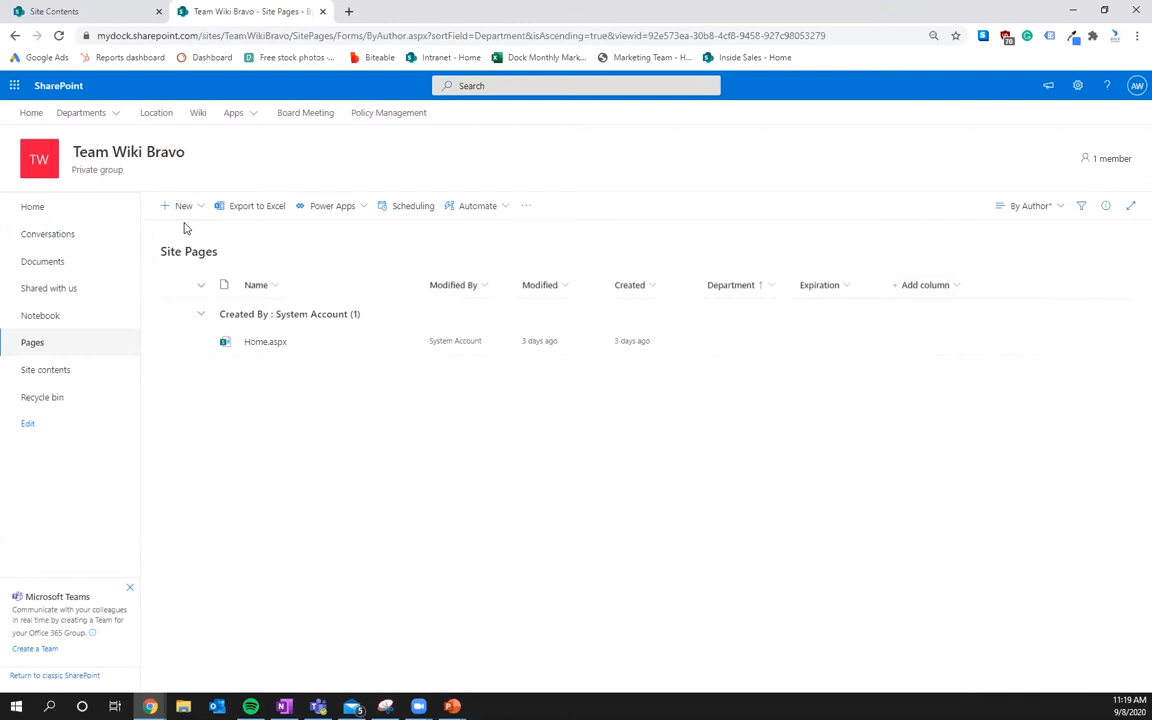 Site Contents
Team Wiki Bravo - Site Pages - B
mydock.sharepoint.com/sites/TeamWikiBravo/SitePages/Forms/ByAuthor.aspx?sortField=Department&isAscending=true&viewid=92e573ea-30b8-4cf8-9458-927c98053279
Google Ads
Reports dashboard
Dashboard
Free stock photos -...
Biteable
Intranet - Home
Dock Monthly Mark...
Marketing Team - H...
Inside Sales - Home
SharePoint
Search
AW
Home
Departments
Location
Wiki
Apps
Board Meeting
Policy Management
TW
Team Wiki Bravo
Private group
1 member
Home
Conversations
Documents
Shared with us
Notebook
Pages
Site contents
Recycle bin
Edit
New
Export to Excel
Power Apps
Scheduling
Automate
...
By Author*
Site Pages
Name
Modified By
Modified
Created
Department ↑
Expiration
+ Add column
Created By : System Account (1)
Home.aspx
System Account
3 days ago
3 days ago
Microsoft Teams
Communicate with your colleagues
in real time by creating a Team for
your Office 365 Group.
Create a Team
Return to classic SharePoint
11:19 AM
9/8/2020